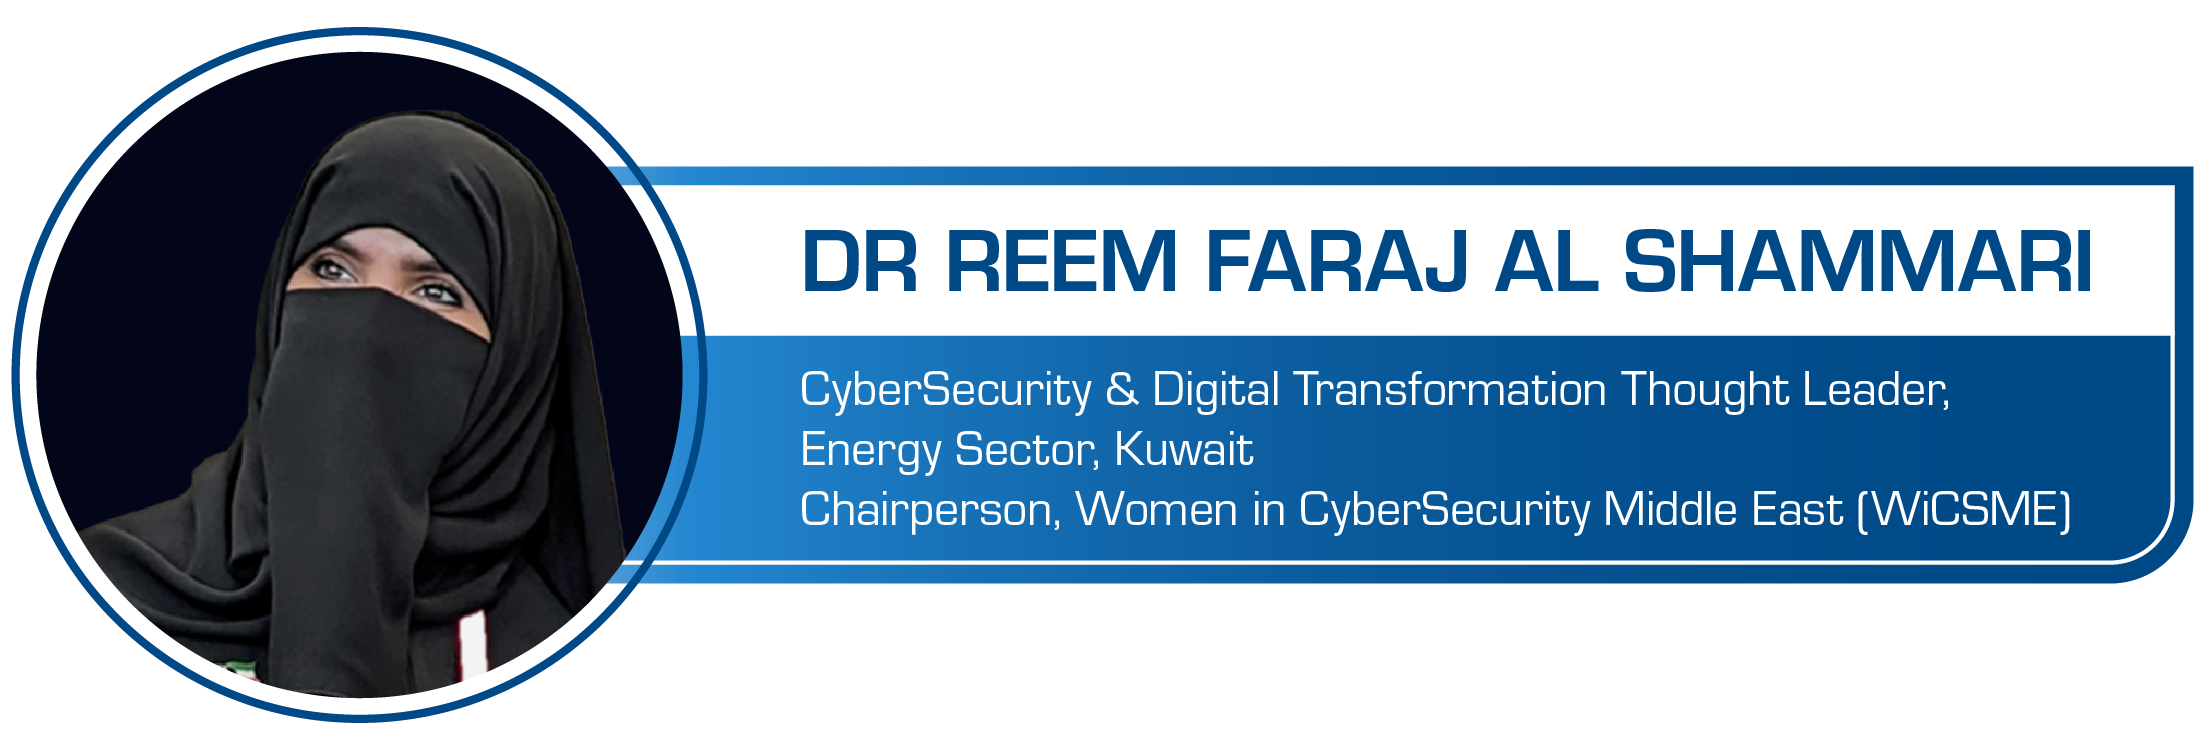 DR REEM FARAJ AL SHAMMARI
CyberSecurity & Digital Transformation Thought Leader,
Energy Sector, Kuwait
Chairperson, Women in CyberSecurity Middle East (WiCSME)